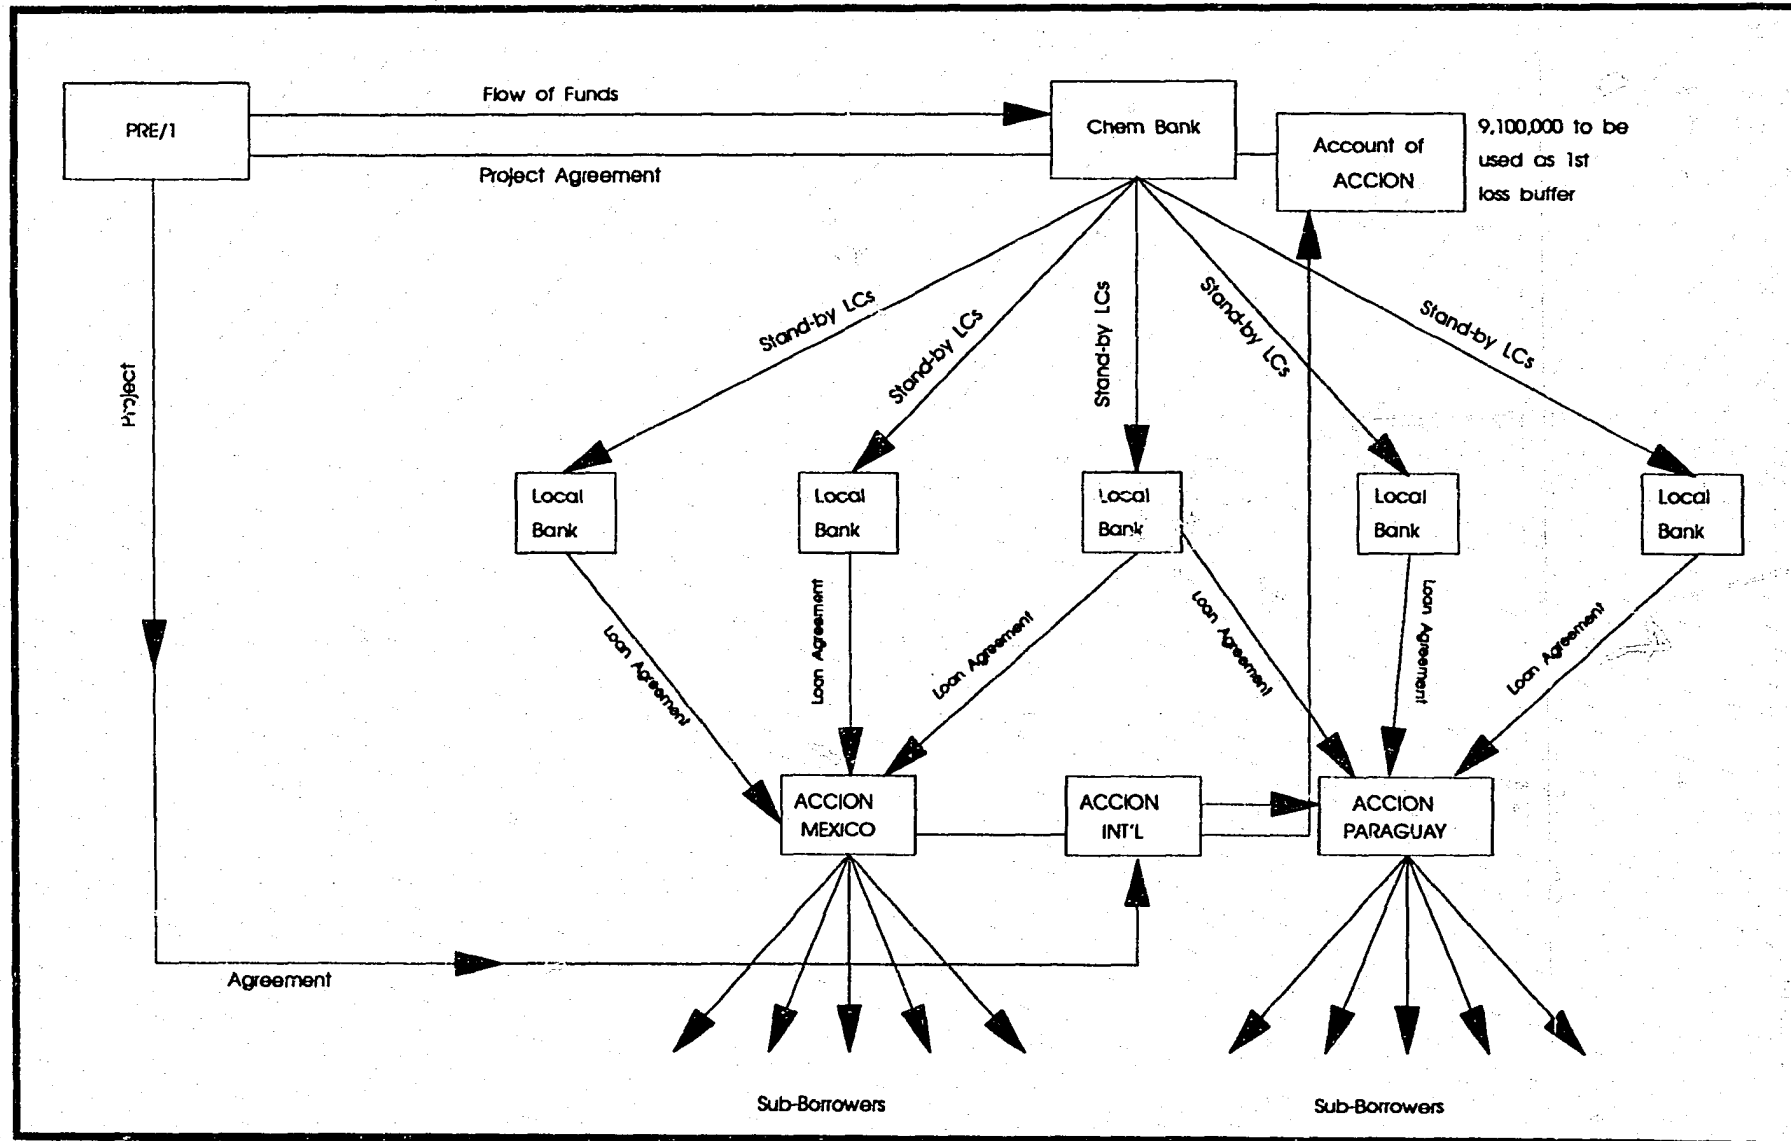 Flow of Funds
PRE/1
Chem Bank
Project Agreement
Account of
ACCION
9,100,000 to be
used as 1st
loss buffer
Stand-by LCs
Stand-by LCs
Stand-by LCs
Stand-by LCs
Stand-by LCs
Project
Local
Bank
Local
Bank
Local
Bank
Local
Bank
Local
Bank
Loan Agreement
Loan Agreement
Loan Agreement
Loan Agreement
Loan Agreement
Loan Agreement
ACCION
MEXICO
ACCION
INT'L
ACCION
PARAGUAY
Agreement
Sub-Borrowers
Sub-Borrowers